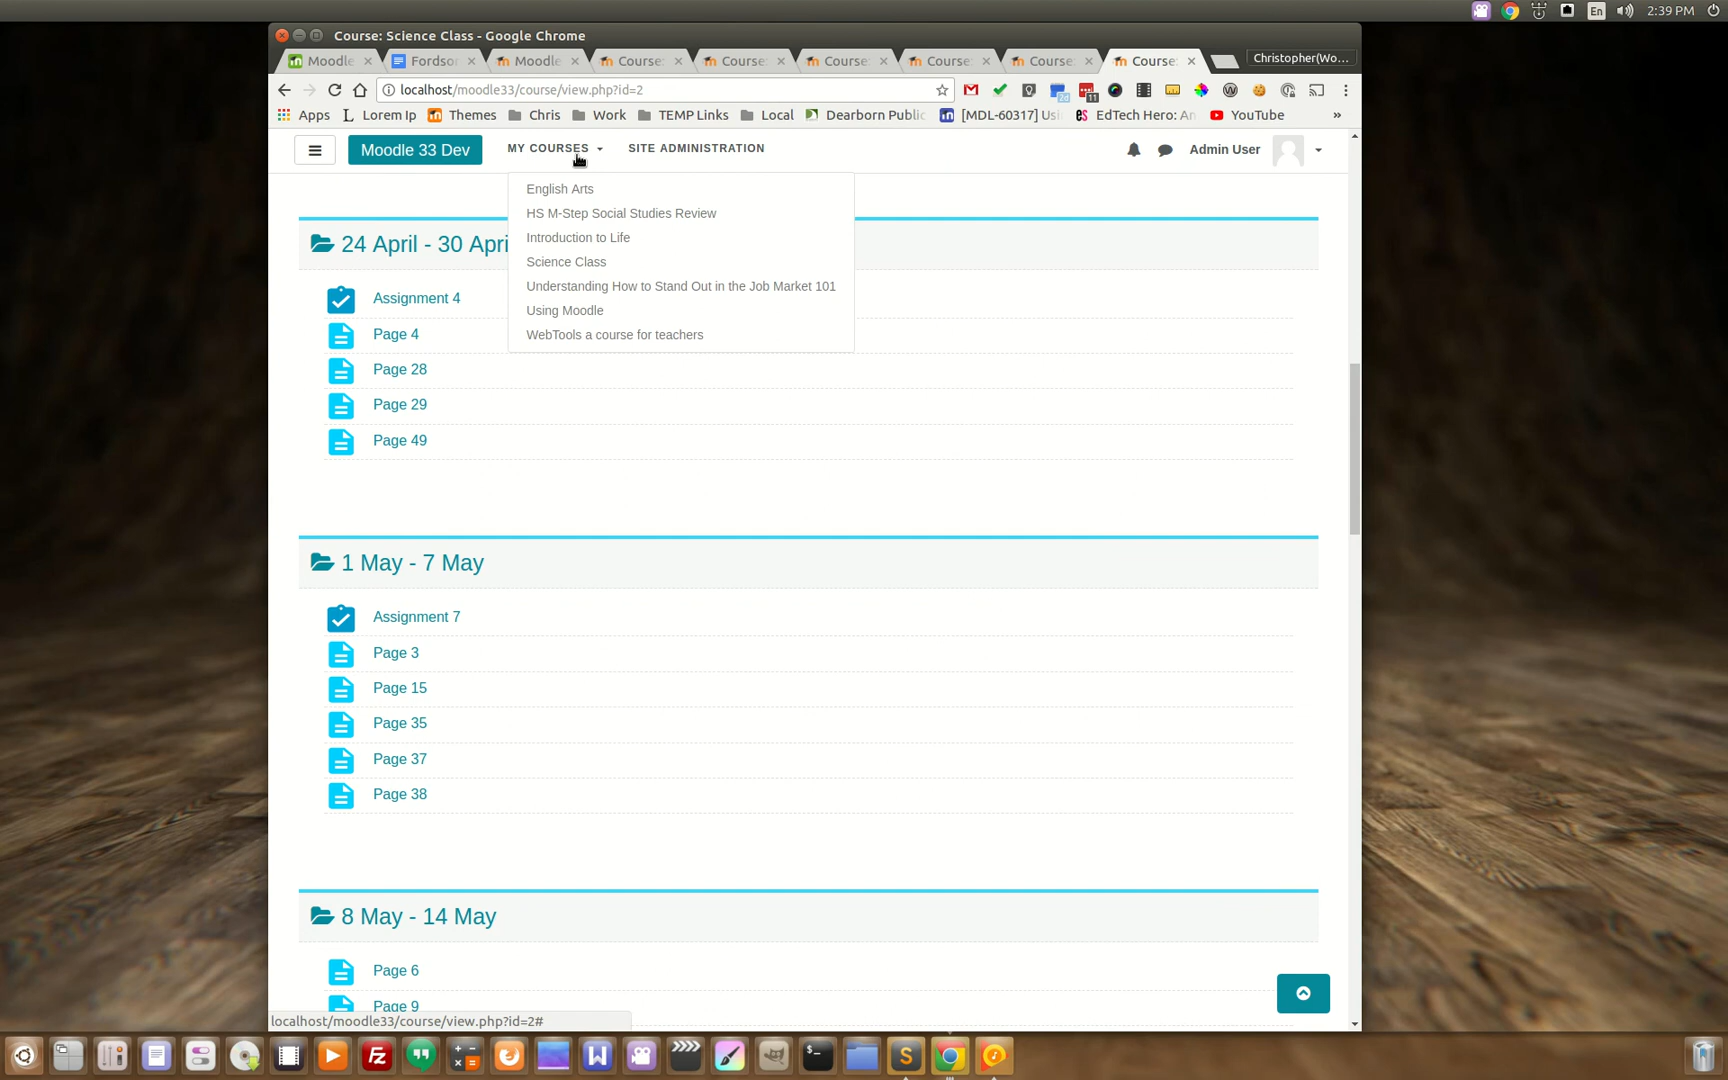 En 2:39 PM
Course: Science Class - Google Chrome
Moodle Fordso Moodle Course: Course: Course: Course: Course: Course: Christopher(Wo...
localhost/moodle33/course/view.php?id=2
Apps Lorem Ip Themes Chris Work TEMP Links Local Dearborn Public [MDL-60317] Us EdTech Hero: An YouTube »
Moodle 33 Dev MY COURSES SITE ADMINISTRATION Admin User
English Arts
HS M-Step Social Studies Review
Introduction to Life
Science Class
Understanding How to Stand Out in the Job Market 101
Using Moodle
WebTools a course for teachers
24 April - 30 Apri
Assignment 4
Page 4
Page 28
Page 29
Page 49
1 May - 7 May
Assignment 7
Page 3
Page 15
Page 35
Page 37
Page 38
8 May - 14 May
Page 6
Page 9
localhost/moodle33/course/view.php?id=2#